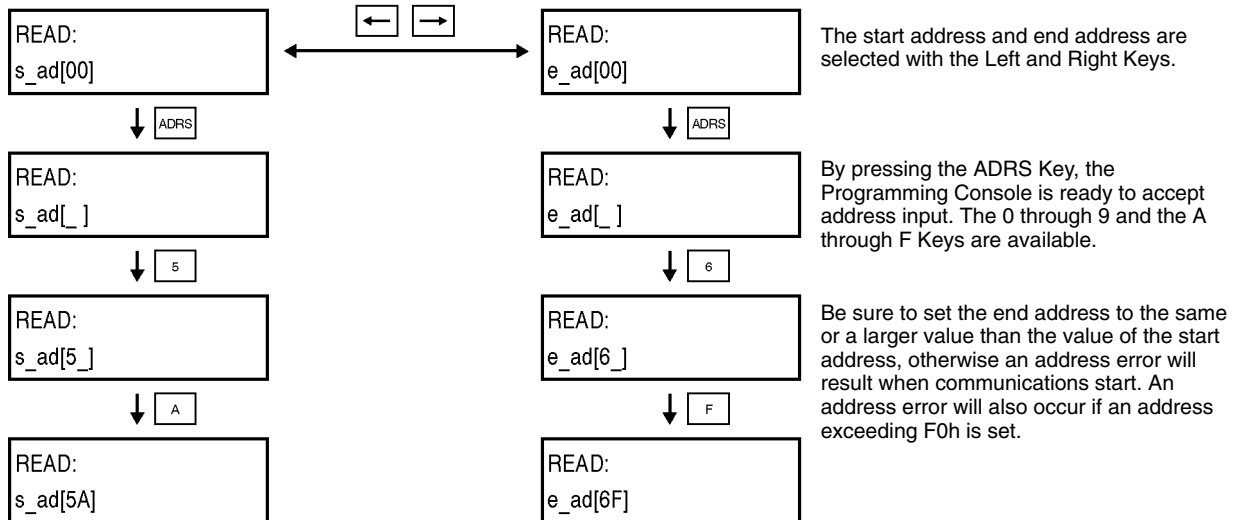 READ:
s_ad[00]
← →
READ:
e_ad[00]
The start address and end address are
selected with the Left and Right Keys.
ADRS
ADRS
READ:
s_ad[_ ]
READ:
e_ad[_ ]
By pressing the ADRS Key, the
Programming Console is ready to accept
address input. The 0 through 9 and the A
through F Keys are available.
5
6
READ:
s_ad[5_]
READ:
e_ad[6_]
Be sure to set the end address to the same
or a larger value than the value of the start
address, otherwise an address error will
result when communications start. An
address error will also occur if an address
exceeding F0h is set.
A
F
READ:
s_ad[5A]
READ:
e_ad[6F]